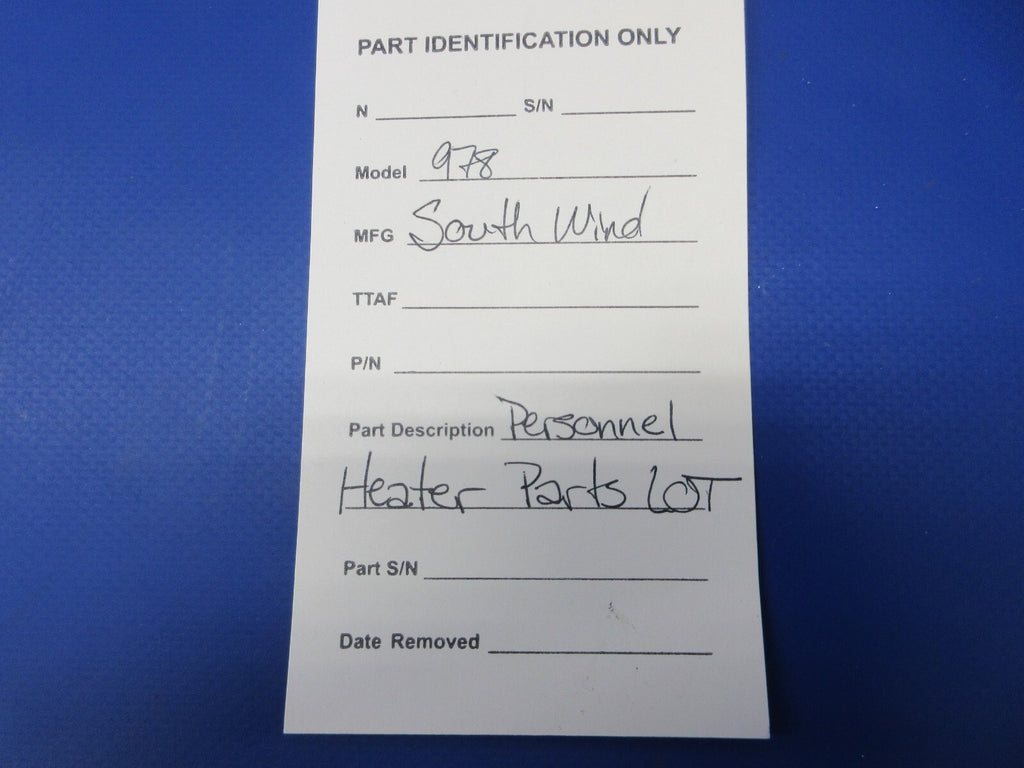 PART IDENTIFICATION ONLY
N S/N
Model 978
MFG South Wind
TTAF
P/N
Part Description Personnel
Heater Parts LOT
Part S/N
Date Removed